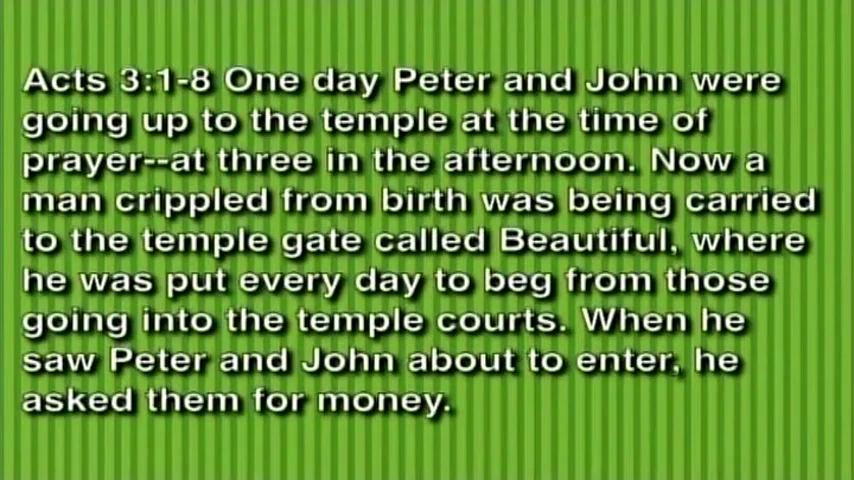 Acts 3:1-8 One day Peter and John were
going up to the temple at the time of
prayer--at three in the afternoon. Now a
man crippled from birth was being carried
to the temple gate called Beautiful, where
he was put every day to beg from those
going into the temple courts. When he
saw Peter and John about to enter, he
asked them for money.